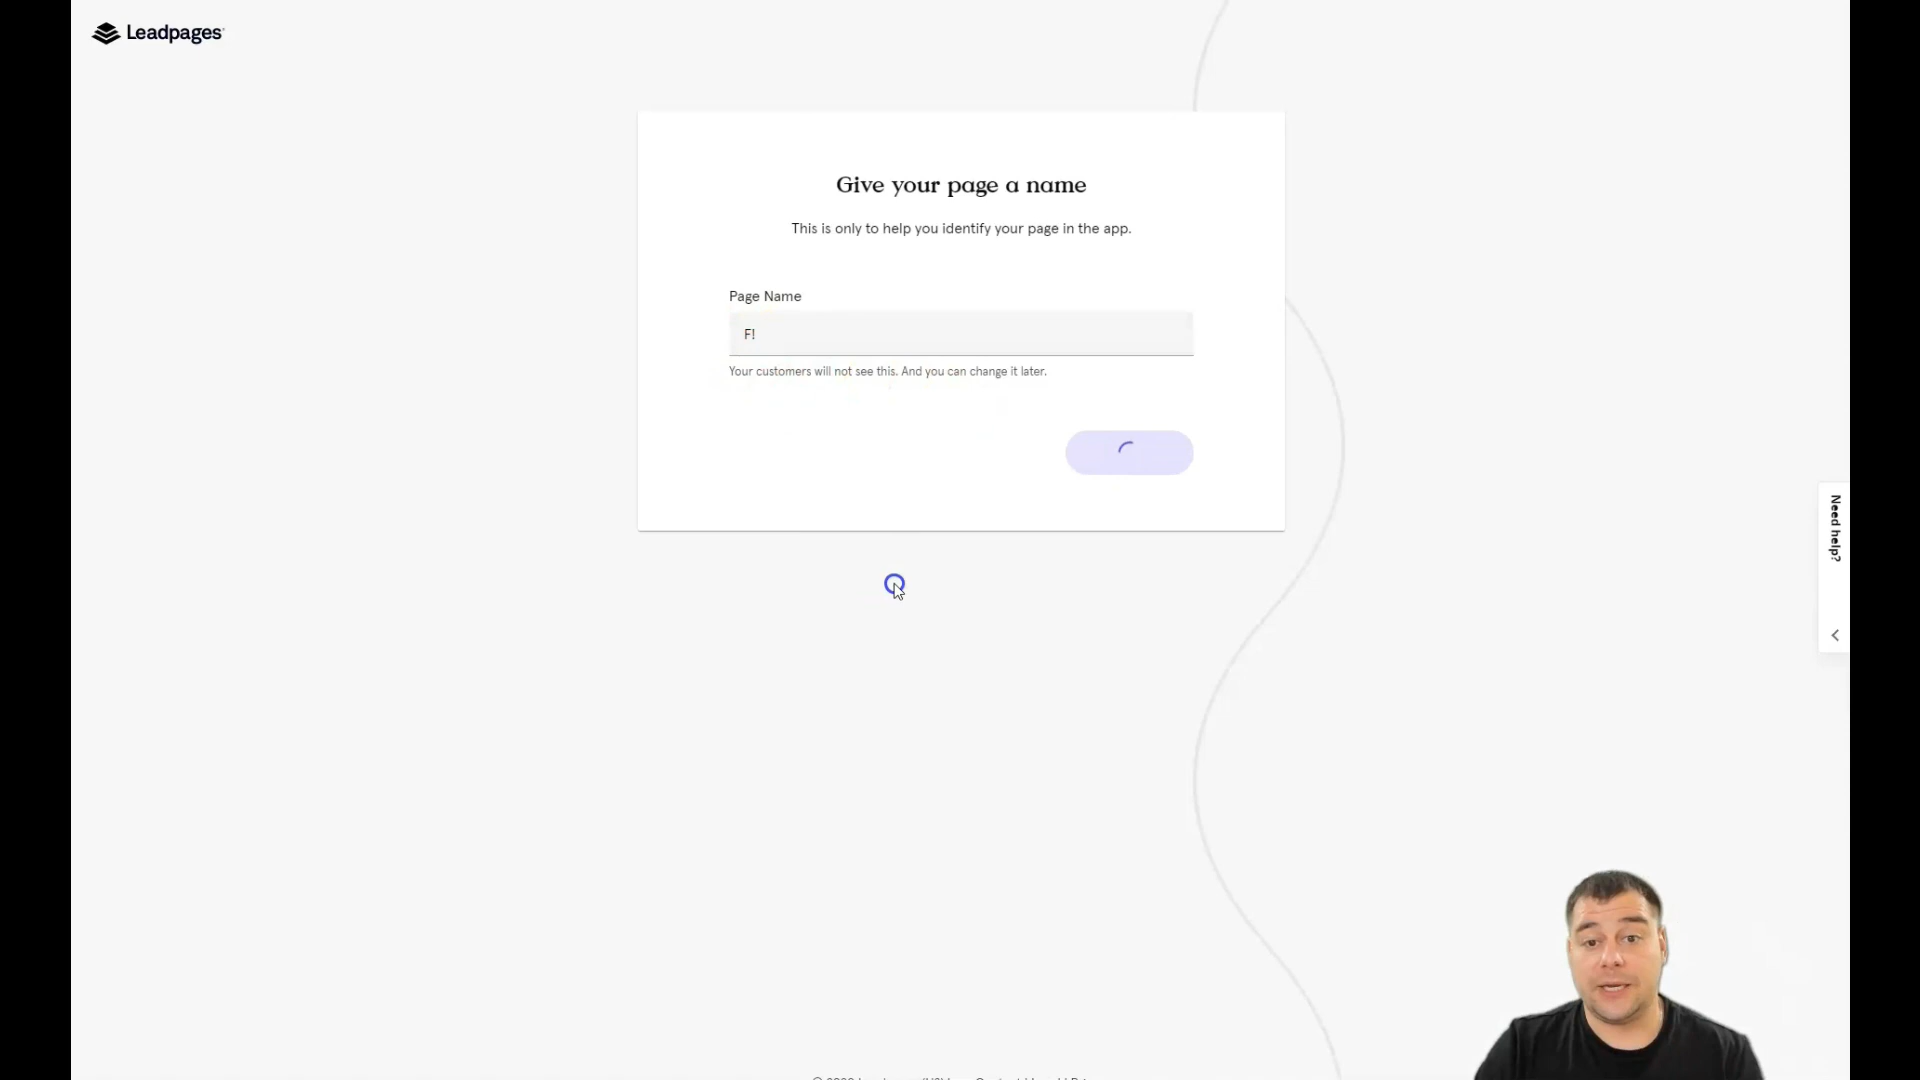 Leadpages
Give your page a name
This is only to help you identify your page in the app.
Page Name
F!
Your customers will not see this. And you can change it later.
Need help?